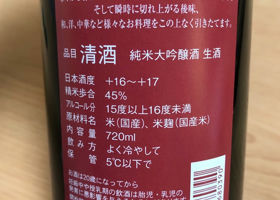 そして瞬時に切れ上がる後味、
和、洋、中華など様々なお料理をこの上なく引きたてます。
品目 清酒 純米大吟醸酒 生酒
日本酒度 +16〜+17
精米歩合 45%
アルコール分 15度以上16度未満
原材料名 米(国産)、米麹(国産米)
内容量 720ml
飲み方 よく冷やして
保管 5℃以下で
お酒は20歳になってから
妊娠中や授乳期の飲酒は胎児・乳児の